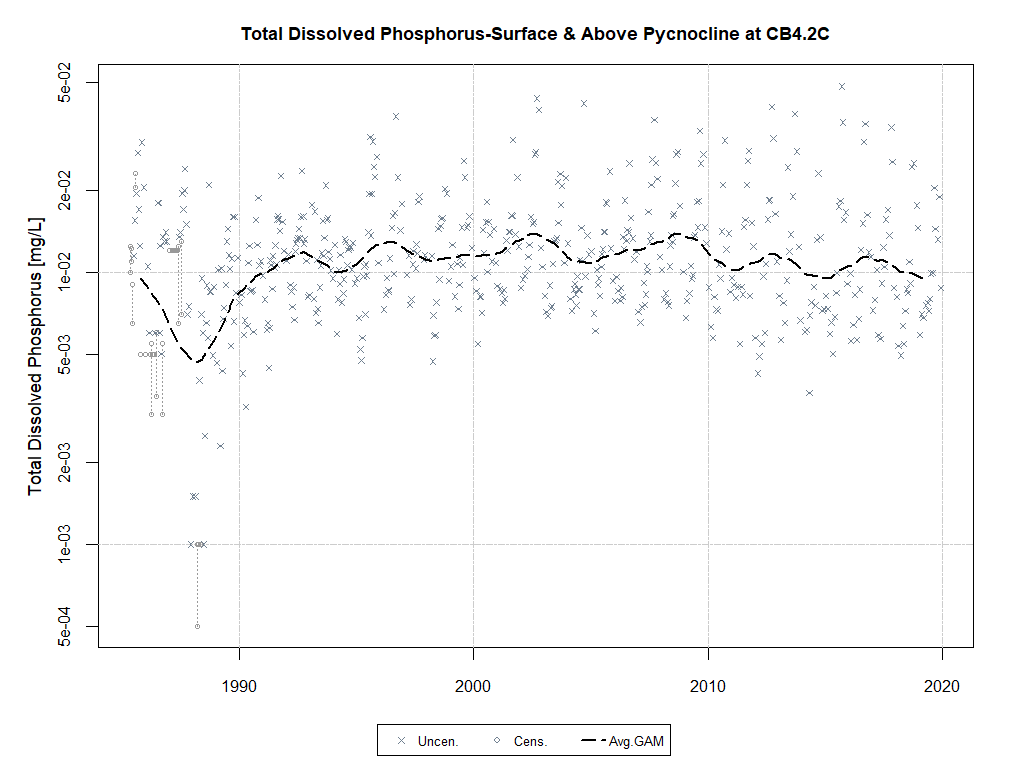 Total Dissolved Phosphorus-Surface & Above Pycnocline at CB4.2C
Total Dissolved Phosphorus [mg/L]
5e-02
2e-02
1e-02
5e-03
2e-03
1e-03
5e-04
1990 2000 2010 2020
Uncen. Cens. Avg.GAM